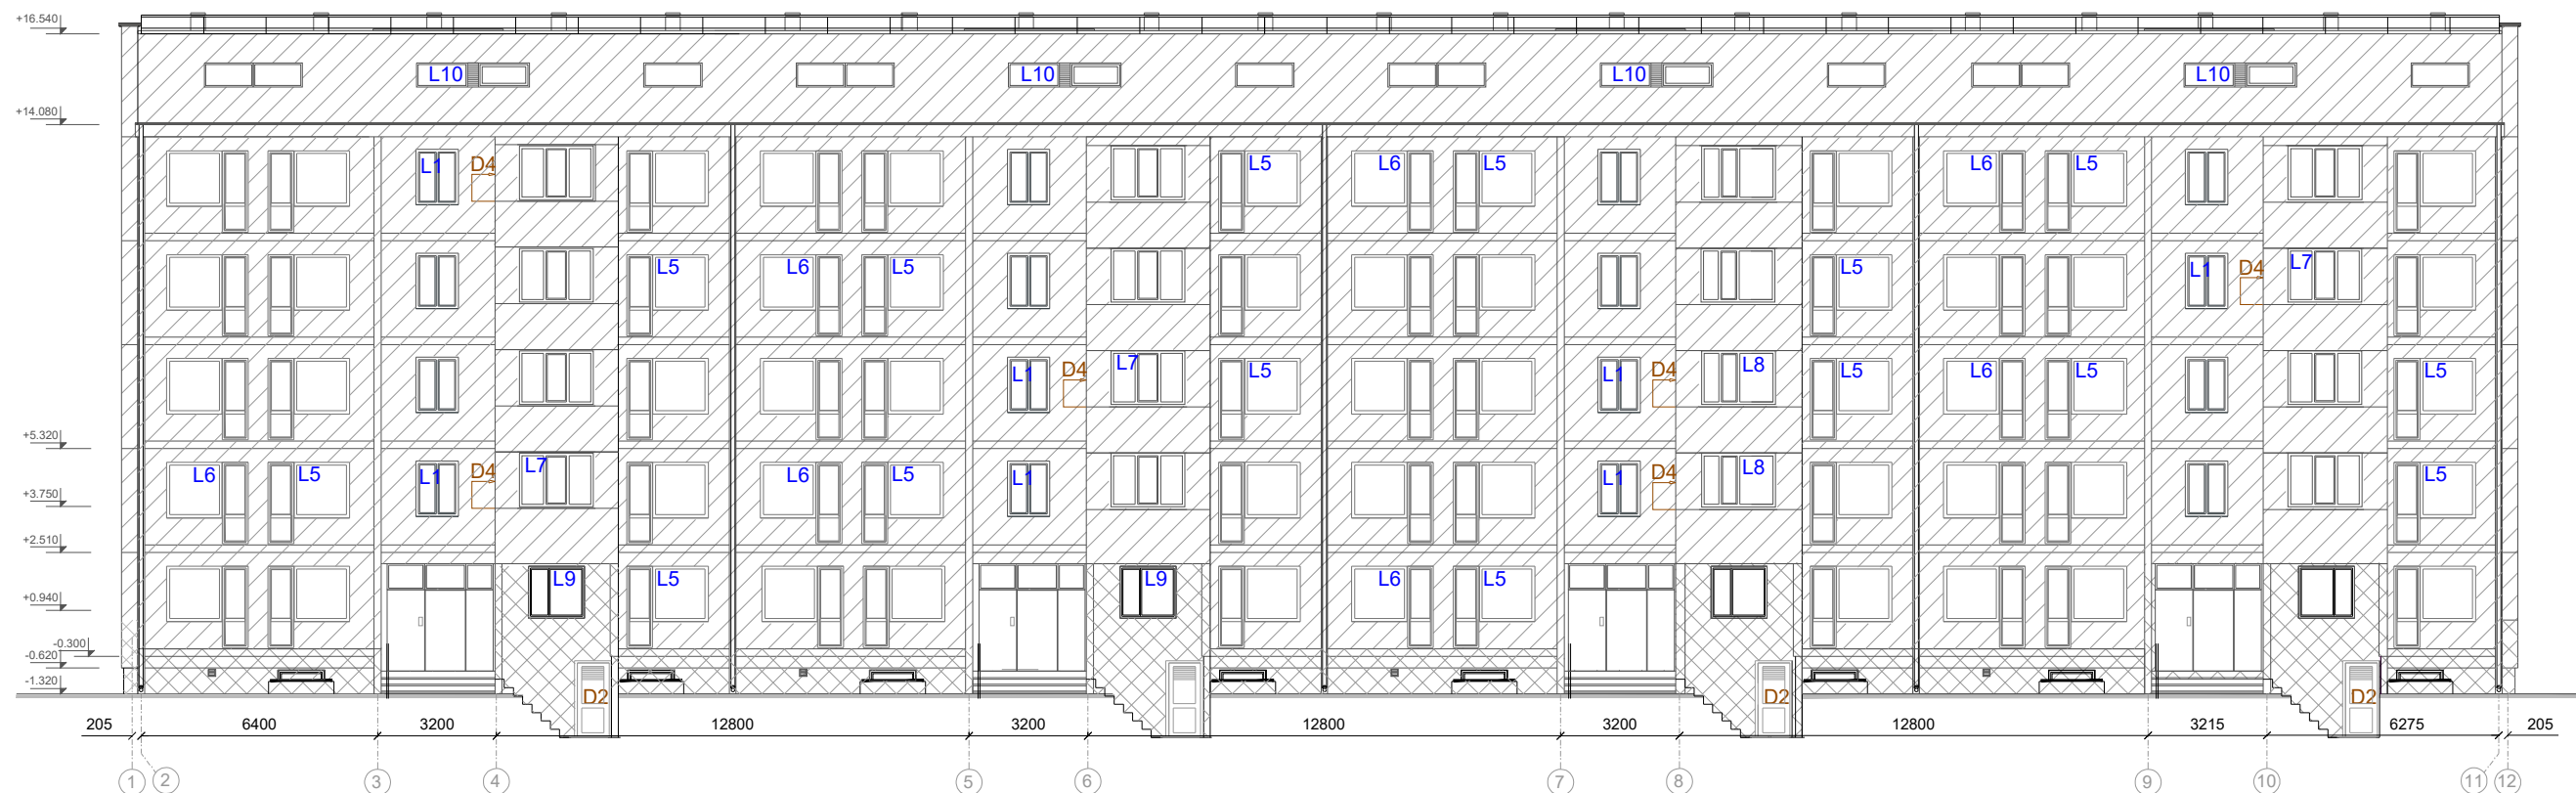 +16.540
L10 L10 L10 L10
+14.080
L1 D4 L5 L6 L5 L6 L5
L5 L6 L5 L5 L1 D4 L7
L1 D4 L7 L5 L1 D4 L8 L5 L6 L5 L5
+5.320
L6 L5 L1 D4 L7 L6 L5 L1 L1 D4 L8 L5
+3.750
+2.510
L9 L5 L9 L6 L5
+0.940
-0.300
-0.620
-1.320
D2 D2 D2
205 6400 3200 12800 3200 12800 3200 12800 3215 6275 205
1 2 3 4 5 6 7 8 9 10 11 12